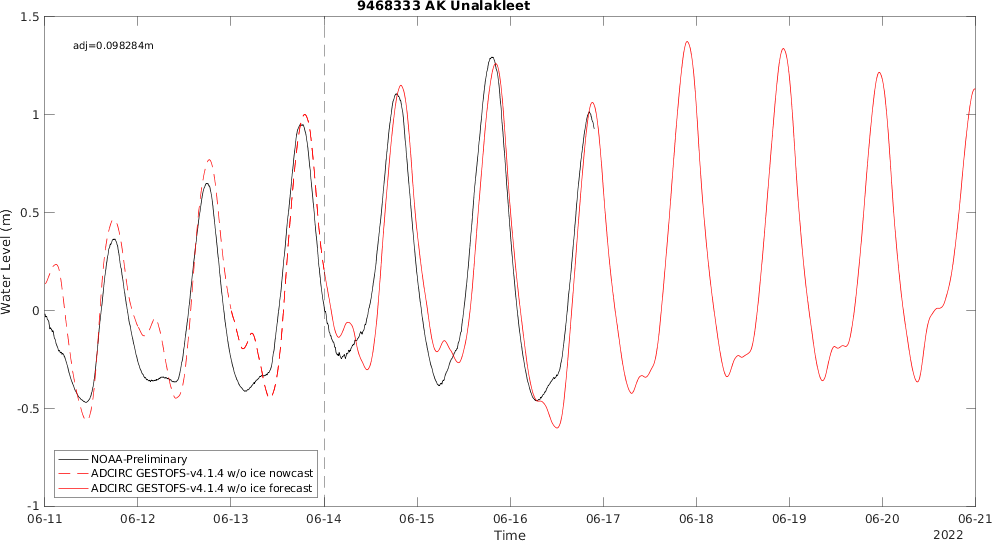 9468333 AK Unalakleet
adj=0.098284m
1.5
1
0.5
0
-0.5
-1
Water Level (m)
NOAA-Preliminary
ADCIRC GESTOFS-v4.1.4 w/o ice nowcast
ADCIRC GESTOFS-v4.1.4 w/o ice forecast
06-11 06-12 06-13 06-14 06-15 06-16 06-17 06-18 06-19 06-20 06-21
Time
2022